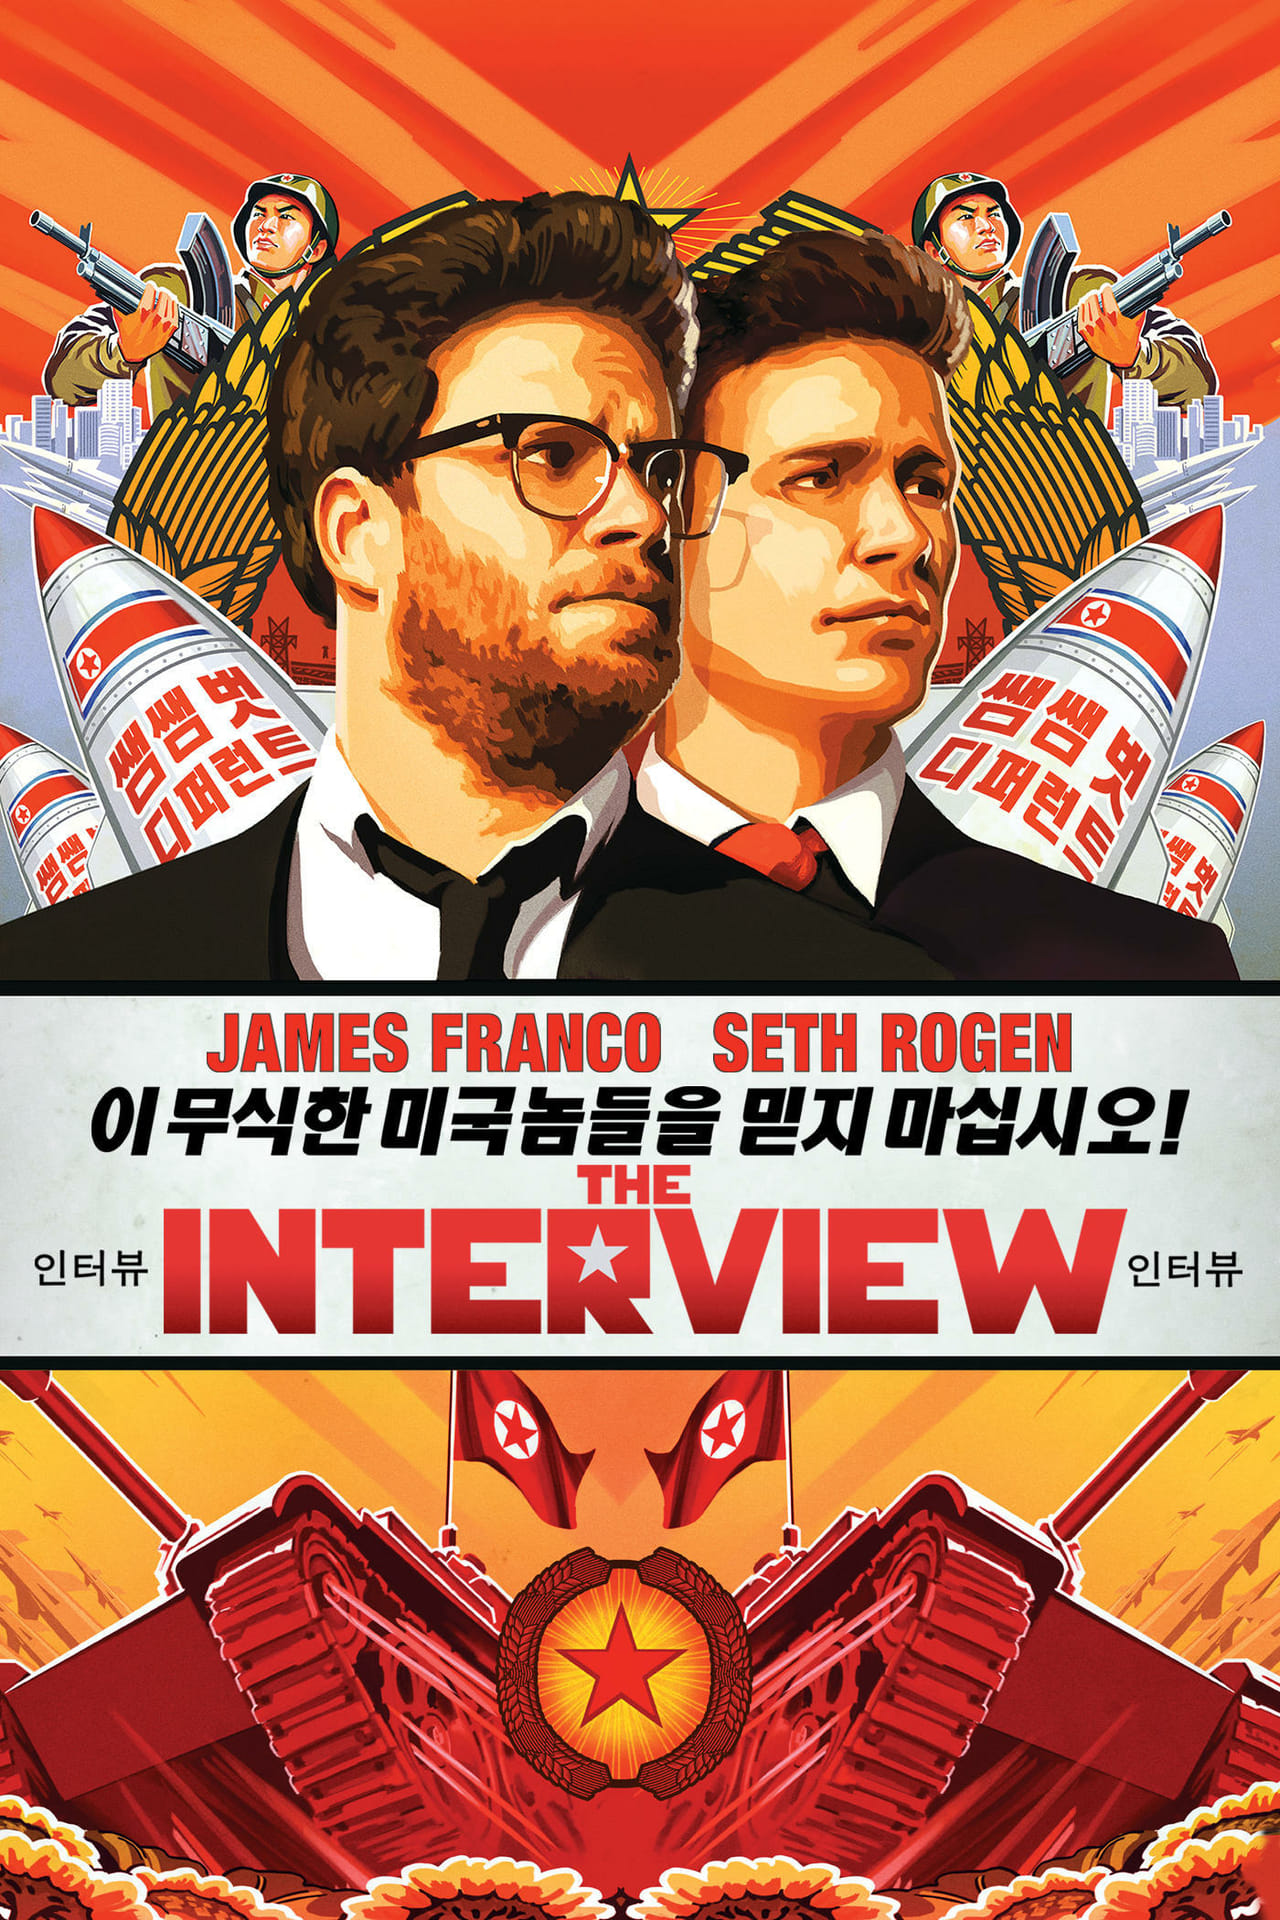 쌤쌤 벗
디퍼런트
쌤쌤 벗
디퍼런트
JAMES FRANCO SETH ROGEN
이 무식한 미국놈들을 믿지 마십시오!
THE
인터뷰 INTERVIEW 인터뷰